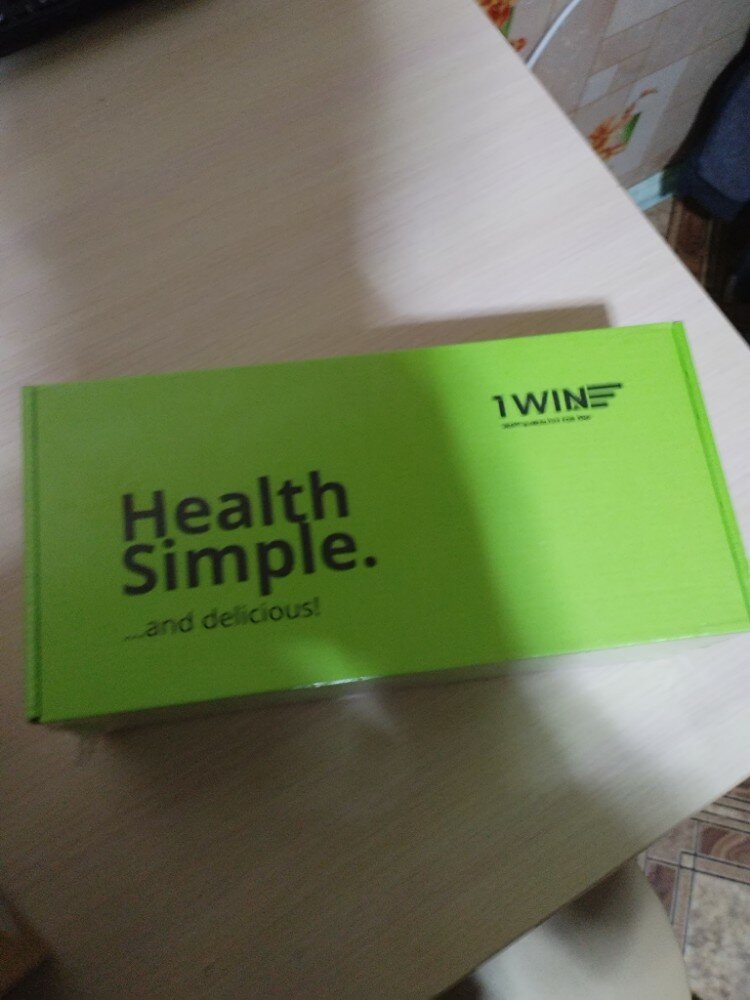 1WIN
Health
Simple.
...and delicious!